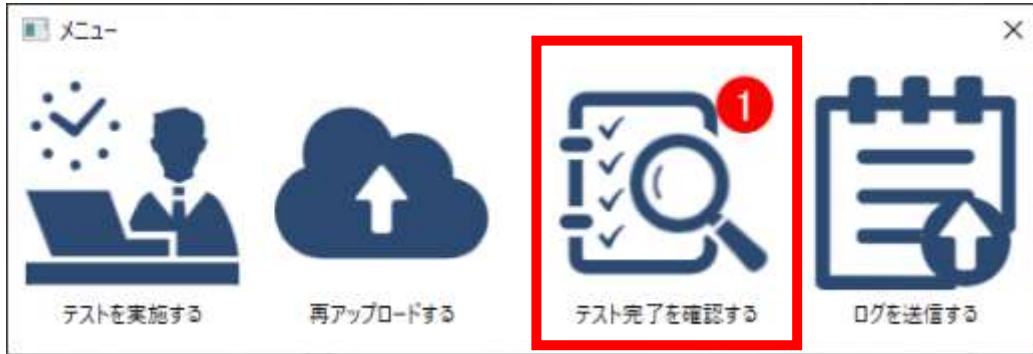 メニュー
1
テストを実施する
再アップロードする
テスト完了を確認する
ログを送信する